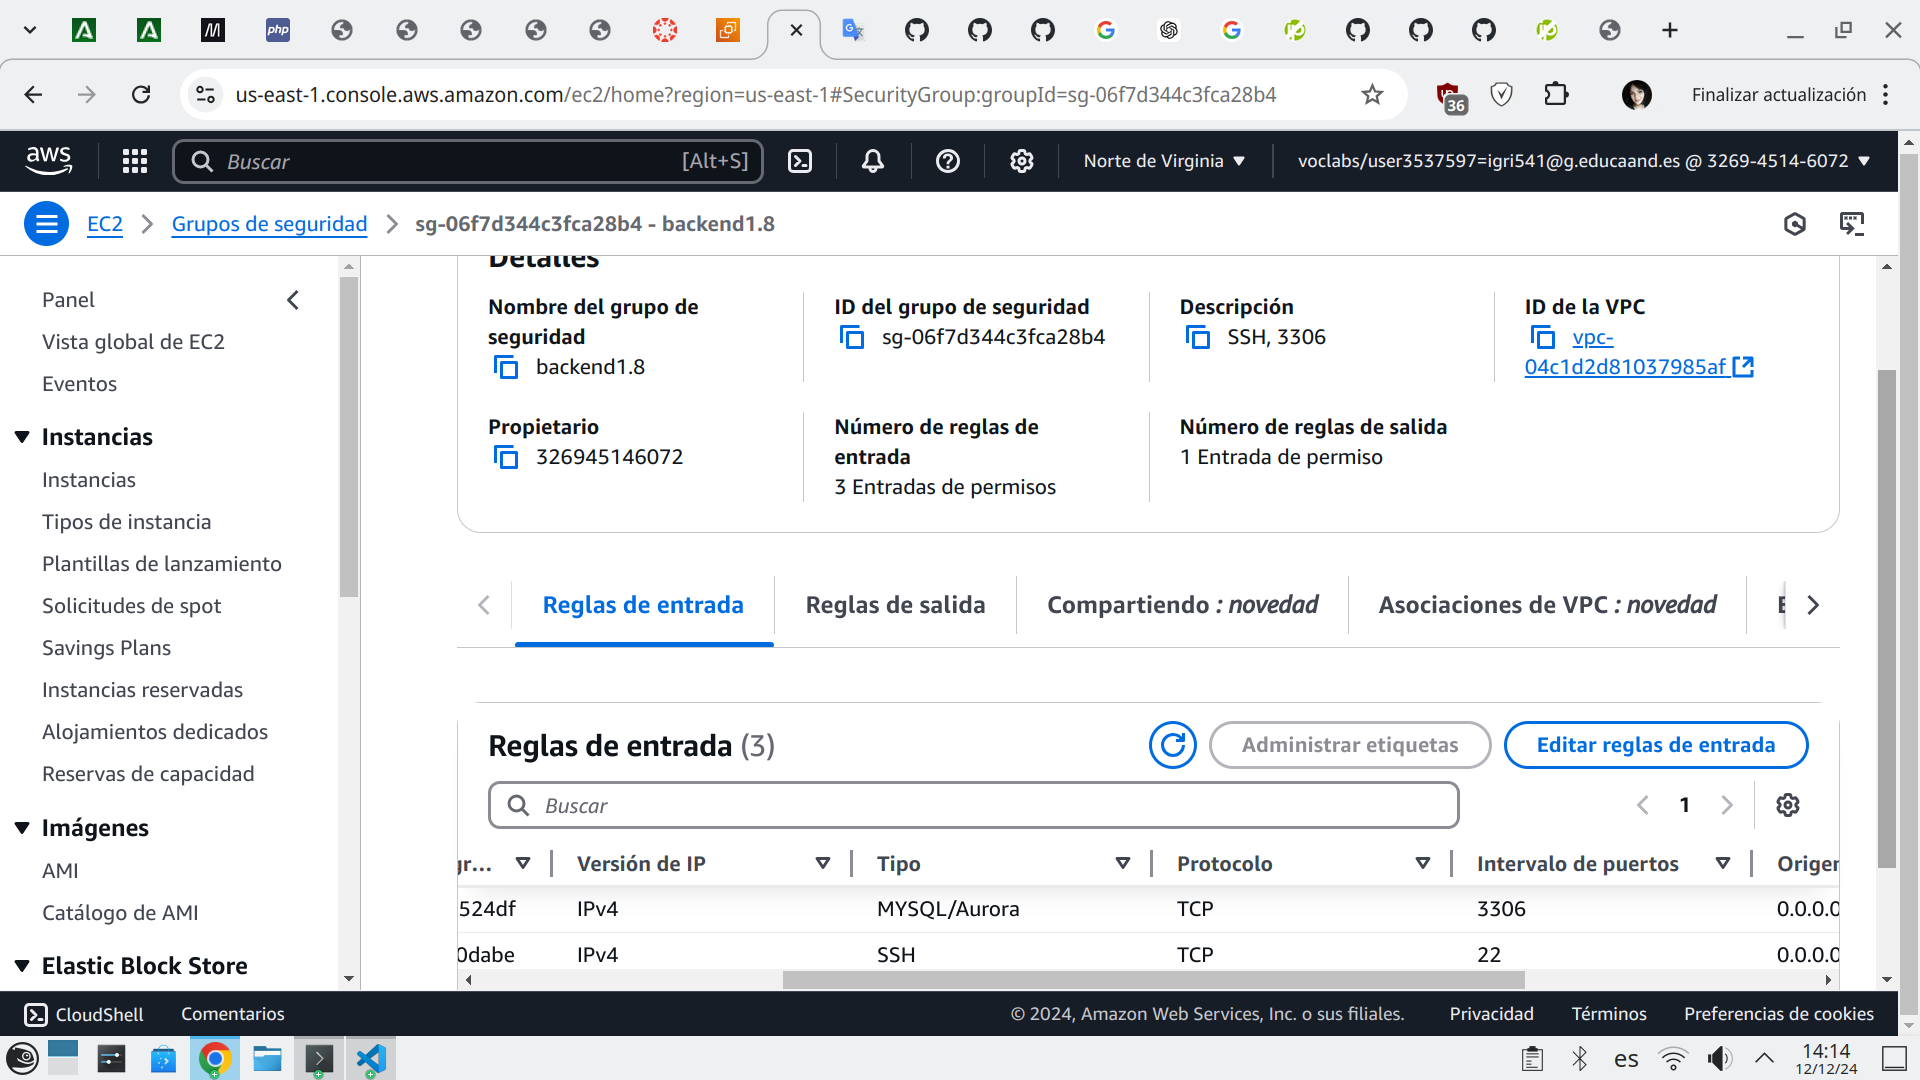 us-east-1.console.aws.amazon.com/ec2/home?region=us-east-1#SecurityGroup:groupId=sg-06f7d344c3fca28b4
36
Finalizar actualización
aws
Buscar
[Alt+S]
Norte de Virginia
voclabs/user3537597=igri541@g.educaand.es @ 3269-4514-6072
EC2
Grupos de seguridad
sg-06f7d344c3fca28b4 - backend1.8
Panel
Vista global de EC2
Eventos
Instancias
Instancias
Tipos de instancia
Plantillas de lanzamiento
Solicitudes de spot
Savings Plans
Instancias reservadas
Alojamientos dedicados
Reservas de capacidad
Imágenes
AMI
Catálogo de AMI
Elastic Block Store
Detalles
Nombre del grupo de
seguridad
backend1.8
ID del grupo de seguridad
sg-06f7d344c3fca28b4
Descripción
SSH, 3306
ID de la VPC
vpc-
04c1d2d81037985af
Propietario
326945146072
Número de reglas de
entrada
3 Entradas de permisos
Número de reglas de salida
1 Entrada de permiso
Reglas de entrada
Reglas de salida
Compartiendo : novedad
Asociaciones de VPC : novedad
Reglas de entrada (3)
Administrar etiquetas
Editar reglas de entrada
Buscar
1
gr... Versión de IP Tipo Protocolo Intervalo de puertos Origen
524df IPv4 MYSQL/Aurora TCP 3306 0.0.0.0
0dabe IPv4 SSH TCP 22 0.0.0.0
CloudShell
Comentarios
© 2024, Amazon Web Services, Inc. o sus filiales.
Privacidad
Términos
Preferencias de cookies
es
14:14
12/12/24